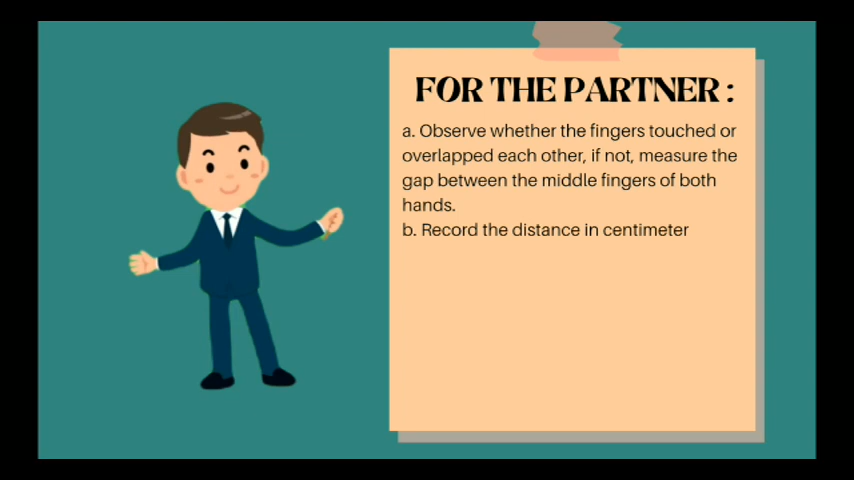 FOR THE PARTNER :
a. Observe whether the fingers touched or
overlapped each other, if not, measure the
gap between the middle fingers of both
hands.
b. Record the distance in centimeter